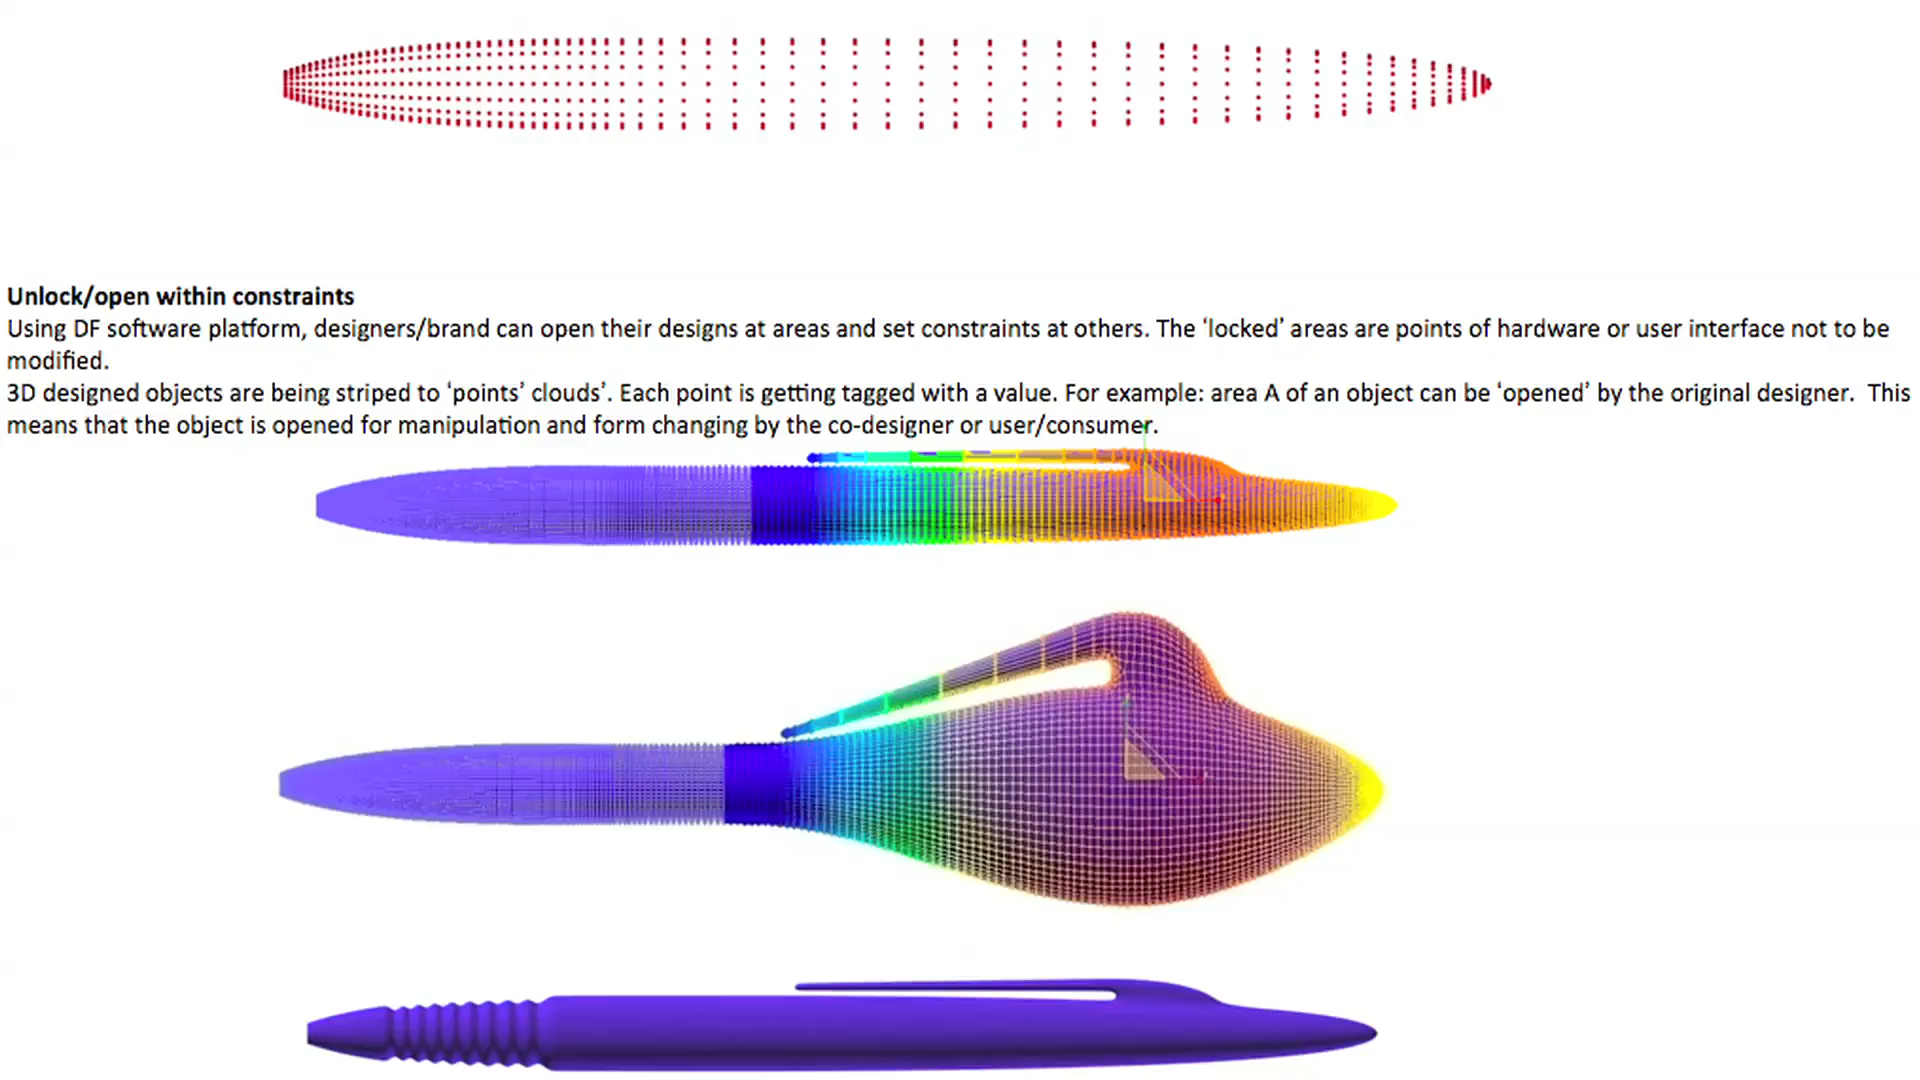 Unlock/open within constraints
Using DF software platform, designers/brand can open their designs at areas and set constraints at others. The ‘locked’ areas are points of hardware or user interface not to be
modified.
3D designed objects are being striped to ‘points’ clouds’. Each point is getting tagged with a value. For example: area A of an object can be ‘opened’ by the original designer.  This
means that the object is opened for manipulation and form changing by the co-designer or user/consumer.